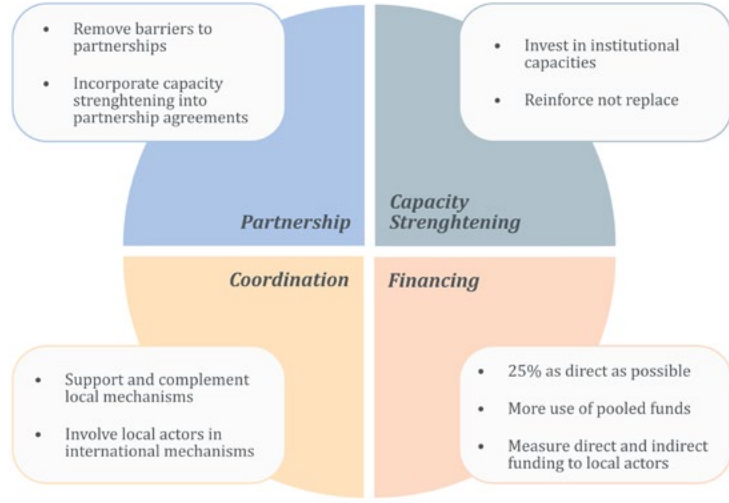 • Remove barriers to
partnerships
• Incorporate capacity
strenghtening into
partnership agreements
Partnership
• Invest in institutional
capacities
• Reinforce not replace
Capacity
Strenghtening
Coordination
• Support and complement
local mechanisms
• Involve local actors in
international mechanisms
Financing
• 25% as direct as possible
• More use of pooled funds
• Measure direct and indirect
funding to local actors